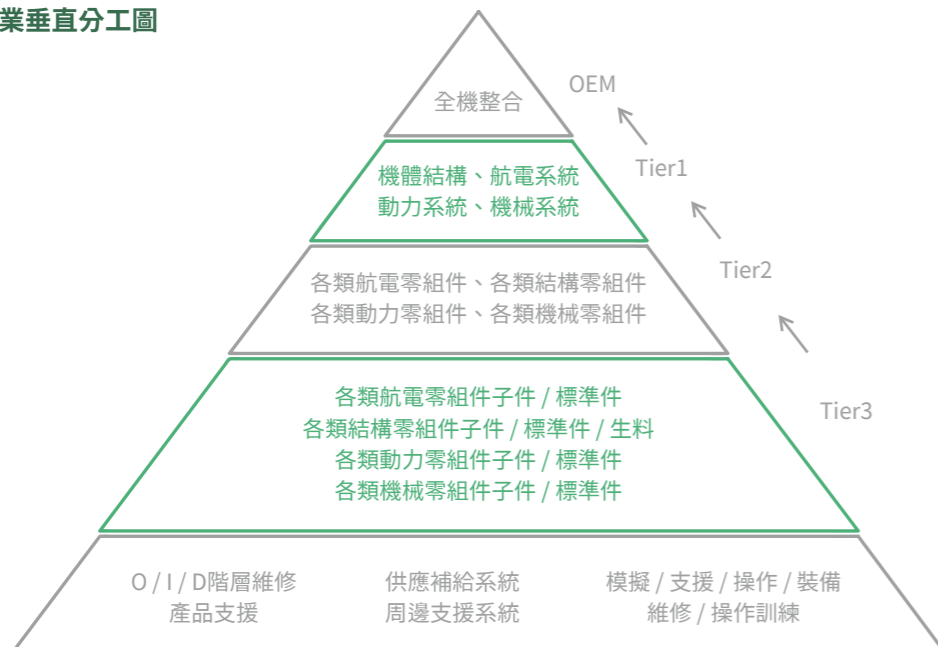 業垂直分工圖
OEM
全機整合
Tier1
機體結構、航電系統
動力系統、機械系統
Tier2
各類航電零組件、各類結構零組件
各類動力零組件、各類機械零組件
Tier3
各類航電零組件子件 / 標準件
各類結構零組件子件 / 標準件 / 生料
各類動力零組件子件 / 標準件
各類機械零組件子件 / 標準件
O / I / D階層維修
產品支援
供應補給系統
周邊支援系統
模擬 / 支援 / 操作 / 裝備
維修 / 操作訓練